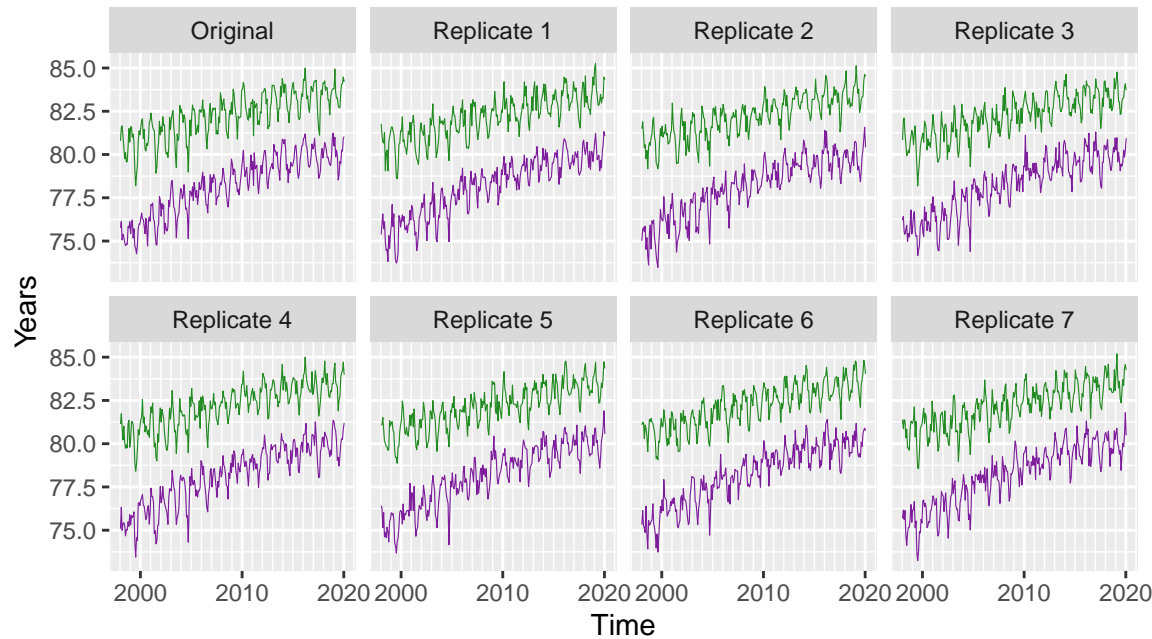 Original
Replicate 1
Replicate 2
Replicate 3
85.0
82.5
80.0
77.5
75.0
Years
Replicate 4
Replicate 5
Replicate 6
Replicate 7
85.0
82.5
80.0
77.5
75.0
2000 2010 2020
2000 2010 2020
2000 2010 2020
2000 2010 2020
Time